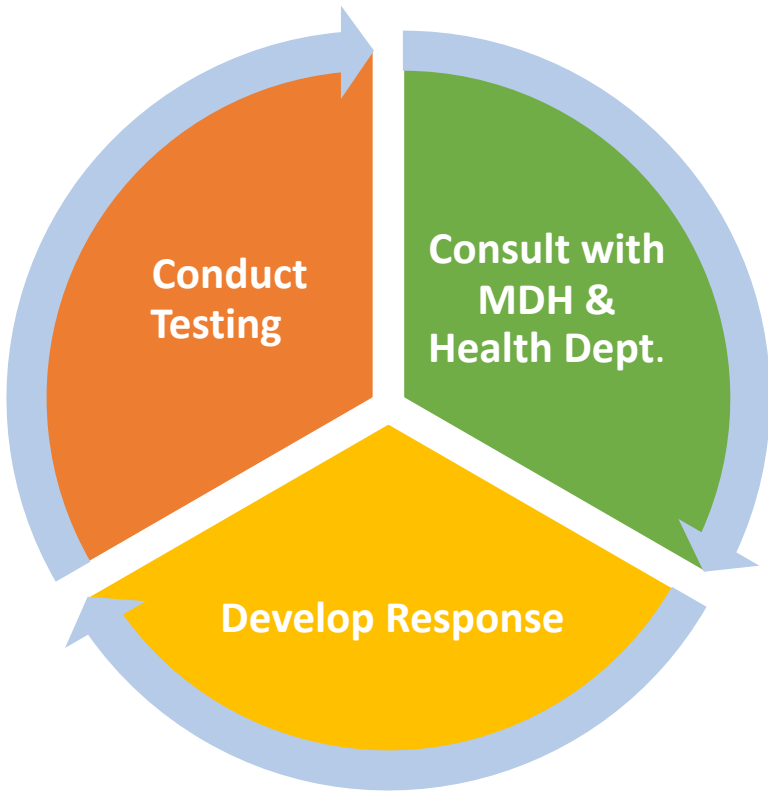 Conduct
Testing
Consult with
MDH &
Health Dept.
Develop Response